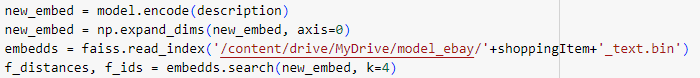 new_embed = model.encode(description)
new_embed = np.expand_dims(new_embed, axis=0)
embedds = faiss.read_index('/content/drive/MyDrive/model_ebay/'+shoppingItem+'_text.bin')
f_distances, f_ids = embedds.search(new_embed, k=4)